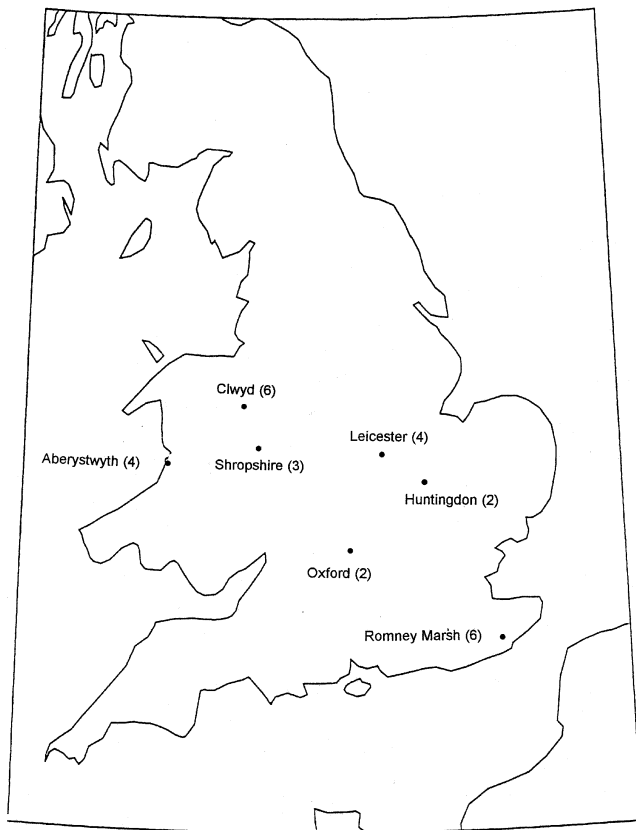 Clwyd (6)
Leicester (4)
Aberystwyth (4)
Shropshire (3)
Huntingdon (2)
Oxford (2)
Romney Marsh (6)